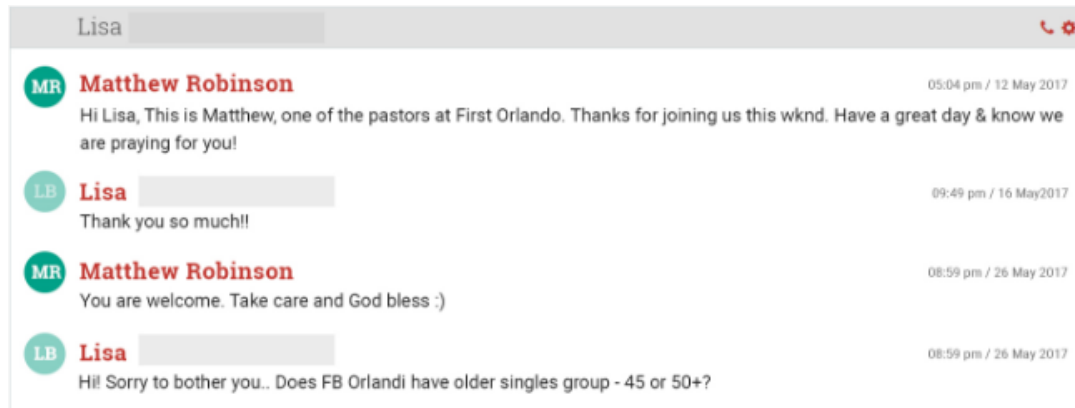 Lisa
MR Matthew Robinson 05:04 pm / 12 May 2017
Hi Lisa, This is Matthew, one of the pastors at First Orlando. Thanks for joining us this wknd. Have a great day & know we
are praying for you!
LB Lisa 09:49 pm / 16 May2017
Thank you so much!!
MR Matthew Robinson 08:59 pm / 26 May 2017
You are welcome. Take care and God bless :)
LB Lisa 08:59 pm / 26 May 2017
Hi! Sorry to bother you.. Does FB Orlandi have older singles group - 45 or 50+?